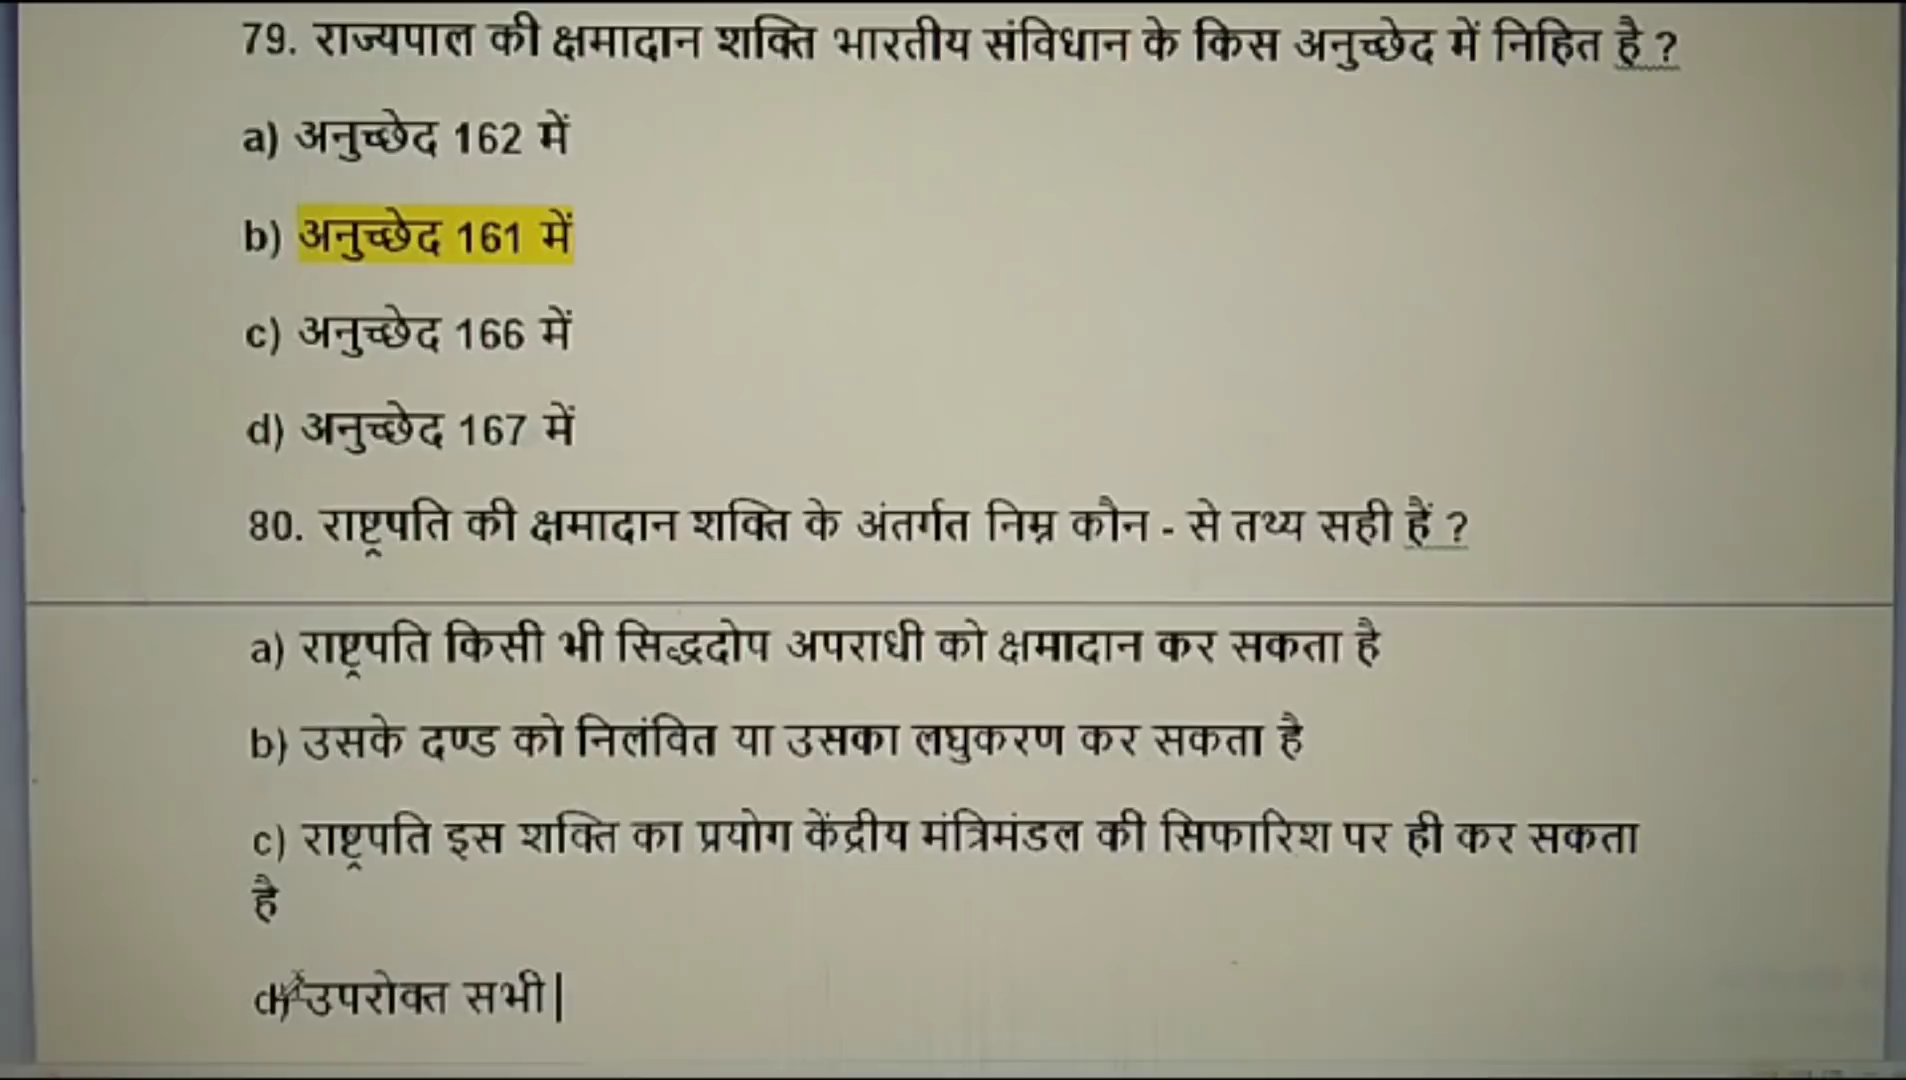 79. राज्यपाल की क्षमादान शक्ति भारतीय संविधान के किस अनुच्छेद में निहित है ?
a) अनुच्छेद 162 में
b) अनुच्छेद 161 में
c) अनुच्छेद 166 में
d) अनुच्छेद 167 में
80. राष्ट्रपति की क्षमादान शक्ति के अंतर्गत निम्न कौन - से तथ्य सही हैं ?
a) राष्ट्रपति किसी भी सिद्धदोष अपराधी को क्षमादान कर सकता है
b) उसके दण्ड को निलंवित या उसका लघुकरण कर सकता है
c) राष्ट्रपति इस शक्ति का प्रयोग केंद्रीय मंत्रिमंडल की सिफारिश पर ही कर सकता
है
d) उपरोक्त सभी